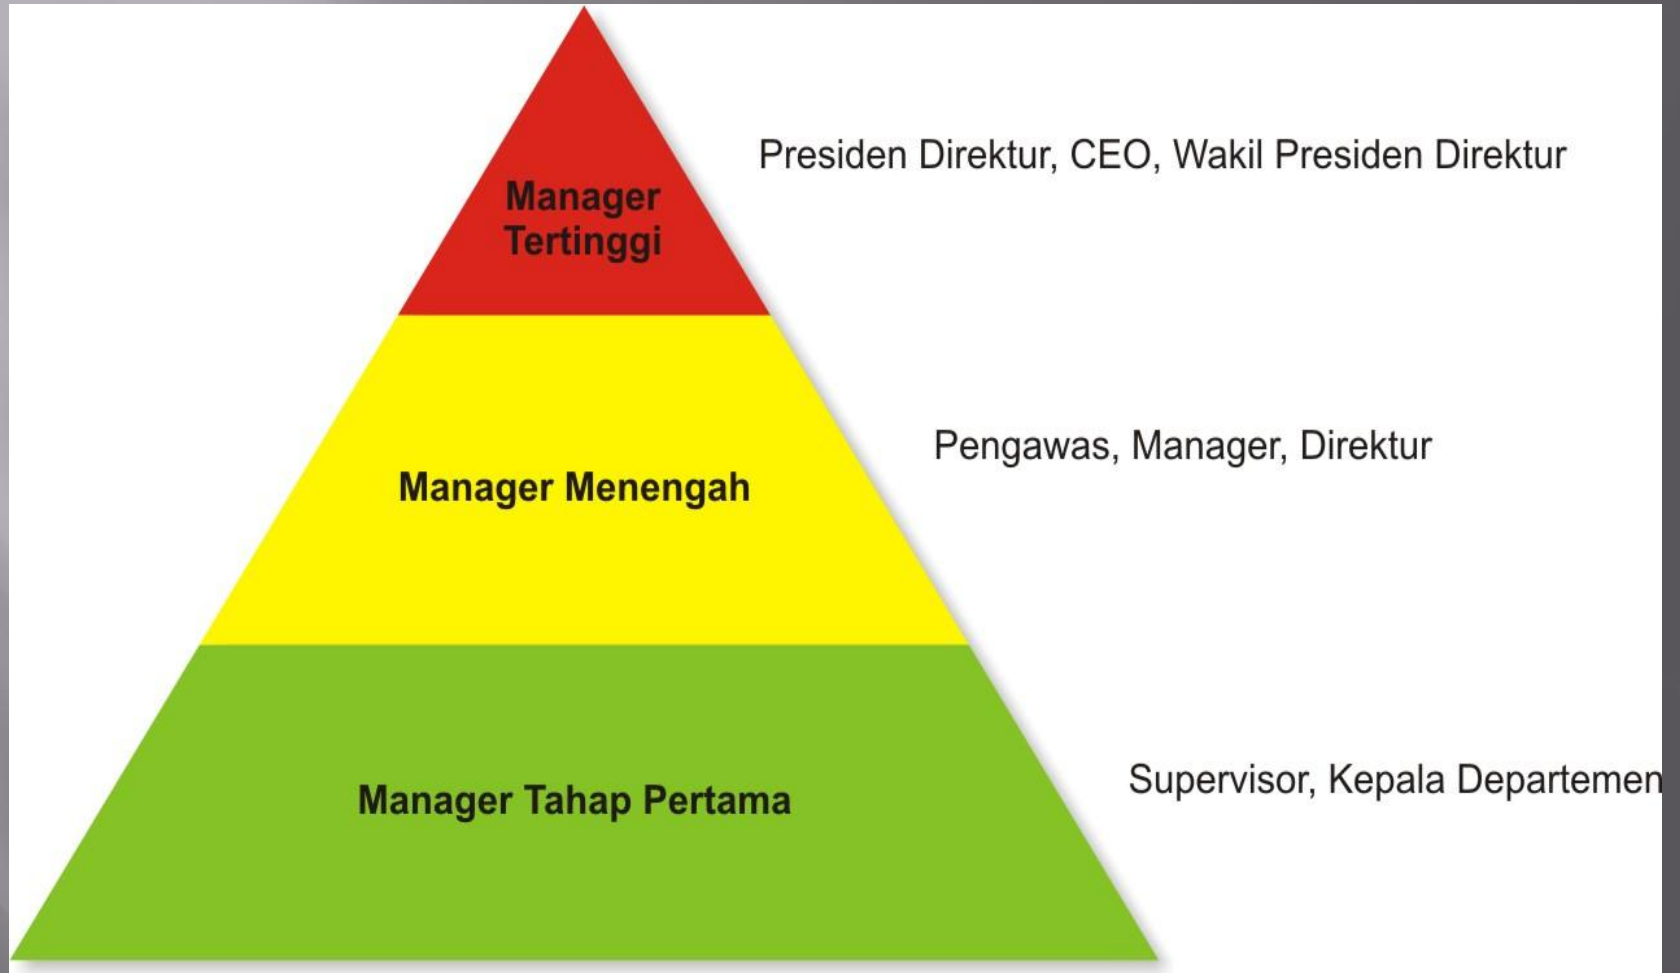 Presiden Direktur, CEO, Wakil Presiden Direktur
Manager
Tertinggi
Pengawas, Manager, Direktur
Manager Menengah
Supervisor, Kepala Departemen
Manager Tahap Pertama